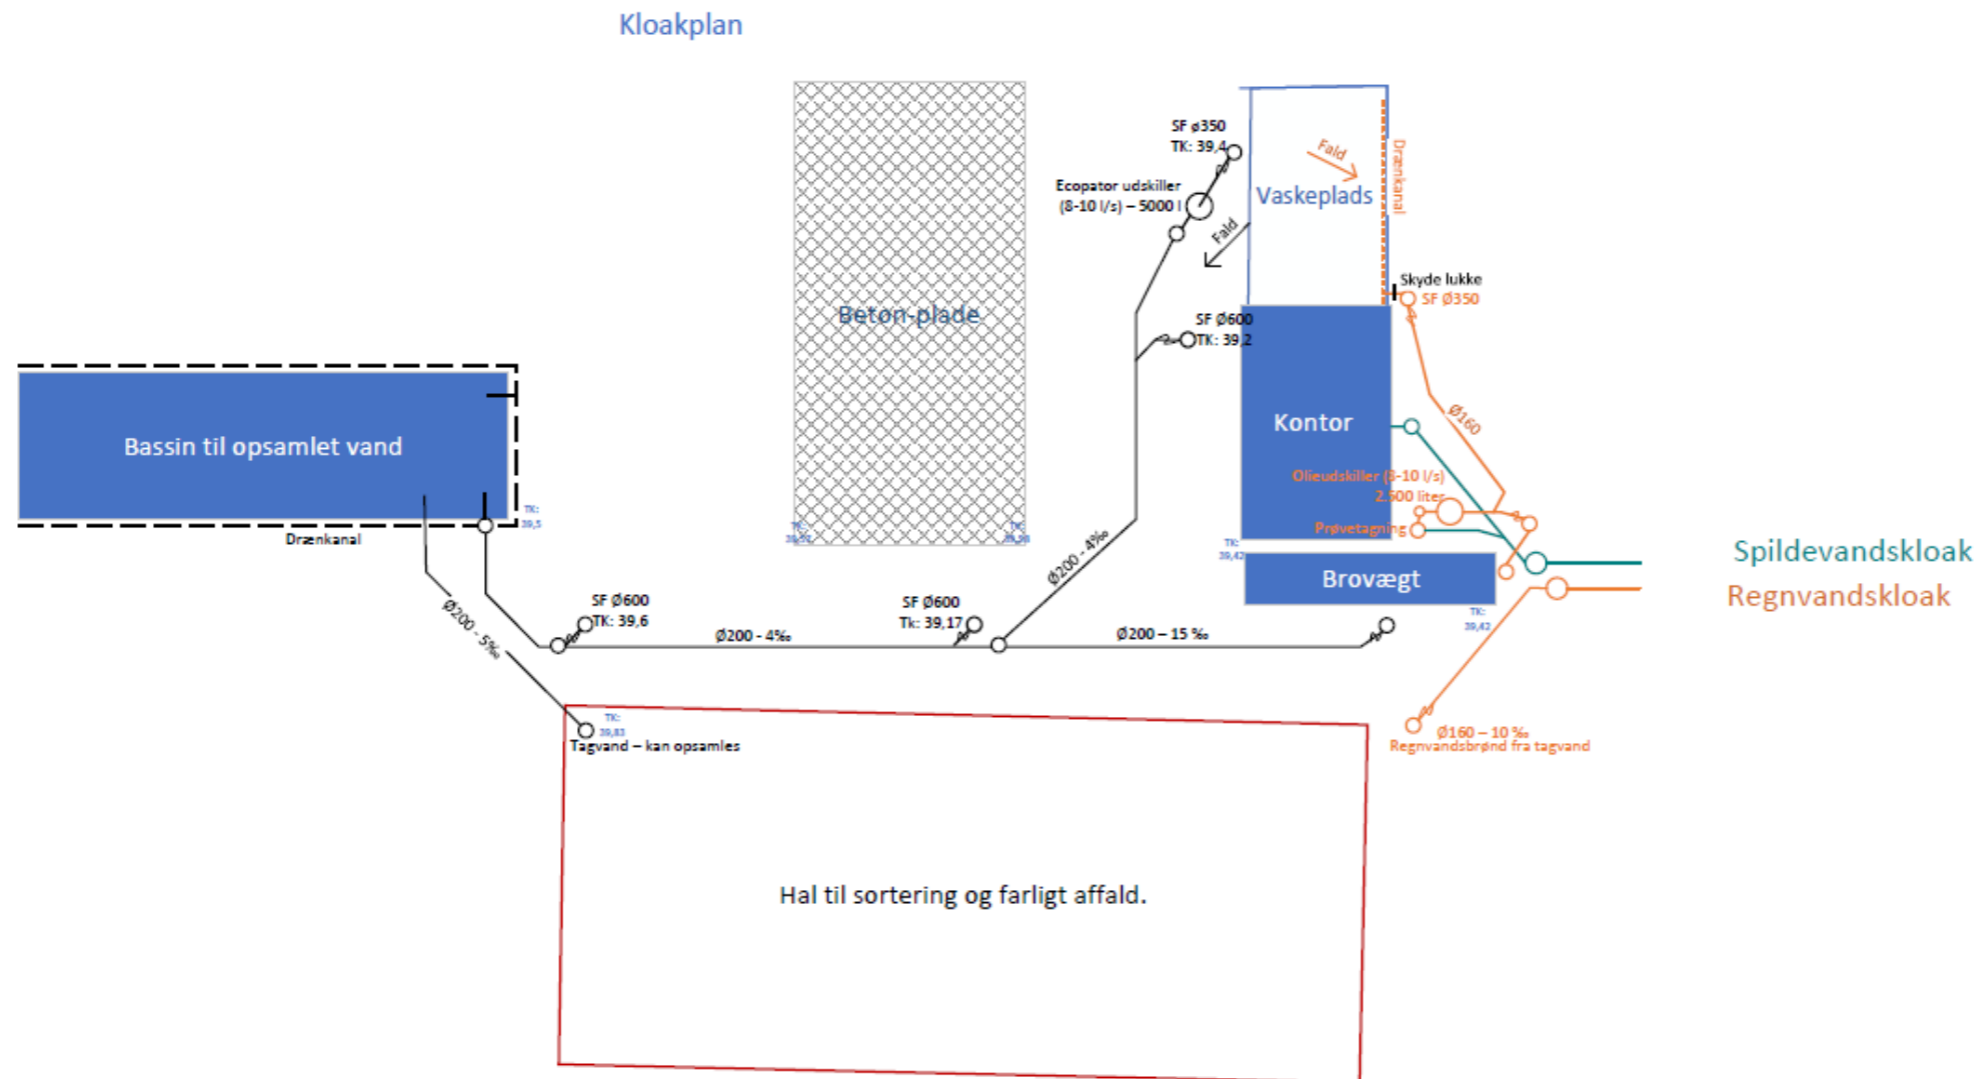 Kloakplan
SF ø350
TK: 39,4
Ecopator udskiller
(8-10 l/s) – 5000 l
Fald
Fald
Vaskeplads
Drænkanal
Skyde lukke
SF Ø350
Beton-plade
SF Ø600
TK: 39,2
Kontor
Ø160
Bassin til opsamlet vand
Olieudskiller (8-10 l/s)
2.500 liter
Prøvetagning
TK:
39,5
Drænkanal
TK:
TK:
TK:
39,42
Ø200 - 4‰
Brovægt
Spildevandskloak
Regnvandskloak
SF Ø600
TK: 39,6
SF Ø600
Tk: 39,17
Ø200 - 5‰
Ø200 - 4‰
Ø200 – 15 ‰
TK:
39,42
TK:
39,83
Tagvand – kan opsamles
Ø160 – 10 ‰
Regnvandsbrønd fra tagvand
Hal til sortering og farligt affald.